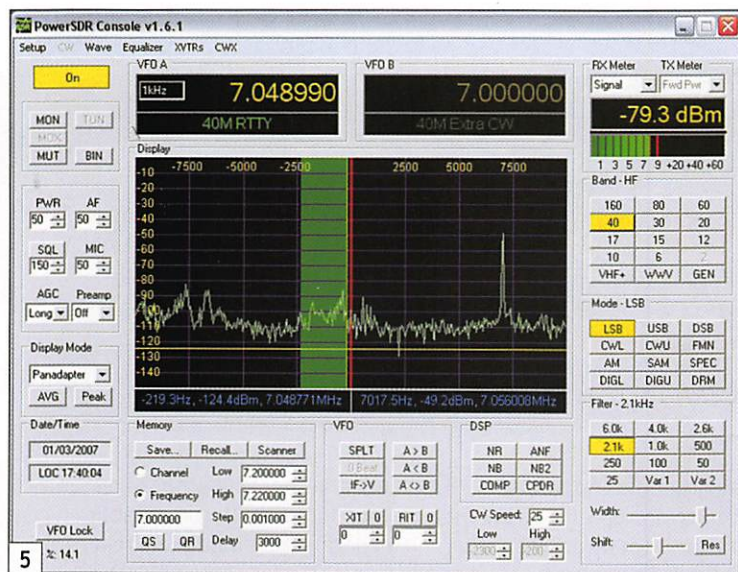 PowerSDR Console v1.6.1
Setup CW Wave Equalizer XVTRs CWX
On
MON TUN
MOX
MUT BIN
PWR AF
50 50
SQL MIC
150 50
AGC Preamp
Long Off
Display Mode
Panadapter
AVG Peak
Date/Time
01/03/2007
LOC 17:40:04
VFO Lock
%: 14.1
5
VFO A
1kHz 7.048990
40M RTTY
VFO B
7.000000
40M Extra CW
Display
-7500 -2500 2500 7500
-10
-20
-30
-40
-50
-60
-70
-80
-90
-100
-110
-120
-130
-140
-219.3Hz, -124.4dBm, 7.048771MHz 7017.5Hz, -49.2dBm, 7.056008MHz
Memory
Save... Recall... Scanner
Channel Low 7.200000
Frequency High 7.220000
7.000000 Step 0.001000
QS QR Delay 3000
VFO
SPLT A > B
0 Beat A < B
IF->V A <> B
XIT 0 RIT 0
0 0
DSP
NR ANF
NB NB2
COMP CPDR
CW Speed: 25
Low High
-2300 -200
RX Meter TX Meter
Signal Fwd Pwr
-79.3 dBm
1 3 5 7 9 +20 +40 +60
Band - HF
160 80 60
40 30 20
17 15 12
10 6 2
VHF+ WWV GEN
Mode - LSB
LSB USB DSB
CWL CWU FMN
AM SAM SPEC
DIGL DIGU DRM
Filter - 2.1kHz
6.0k 4.0k 2.6k
2.1k 1.0k 500
250 100 50
25 Var 1 Var 2
Width:
Shift: Res